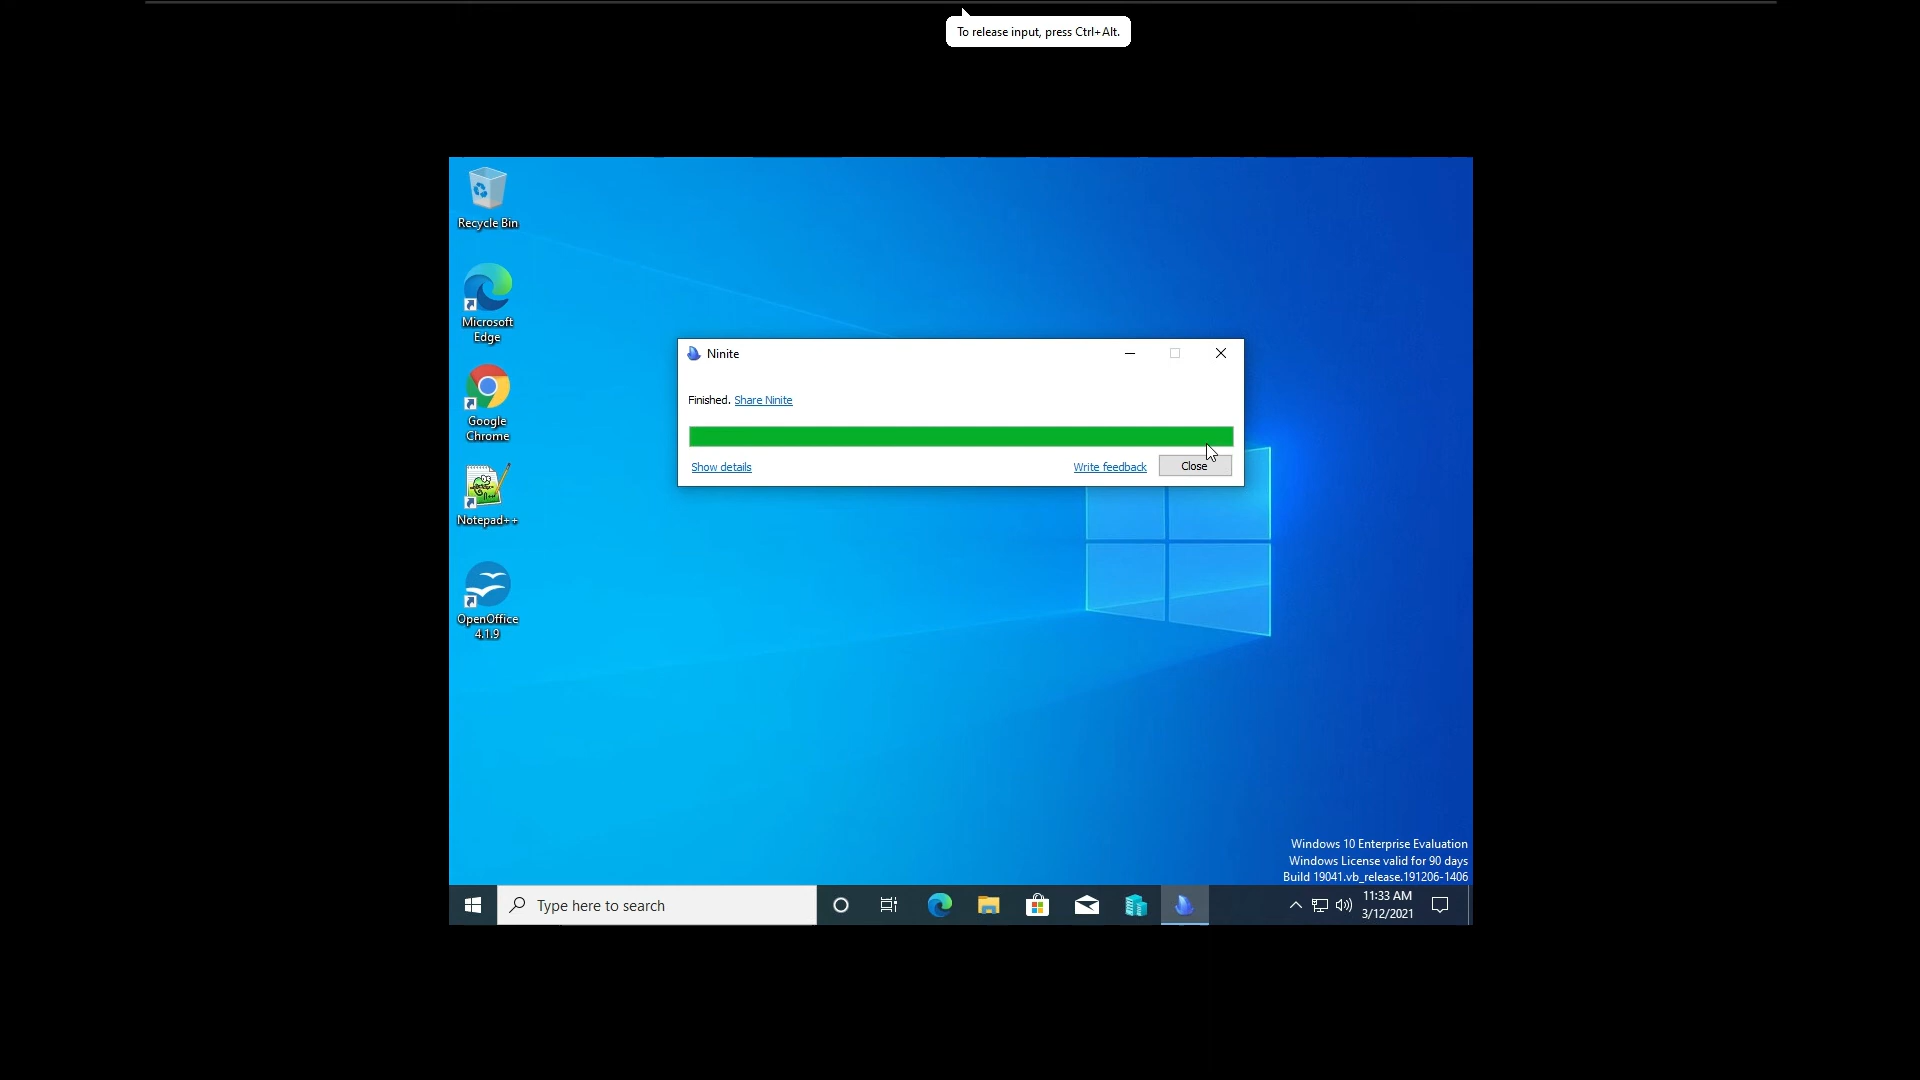 To release input, press Ctrl+Alt.
Recycle Bin
Microsoft
Edge
Google
Chrome
Notepad++
OpenOffice
4.1.9
Ninite
Finished. Share Ninite
Show details
Write feedback
Close
Windows 10 Enterprise Evaluation
Windows License valid for 90 days
Build 19041.vb_release.191206-1406
Type here to search
11:33 AM
3/12/2021